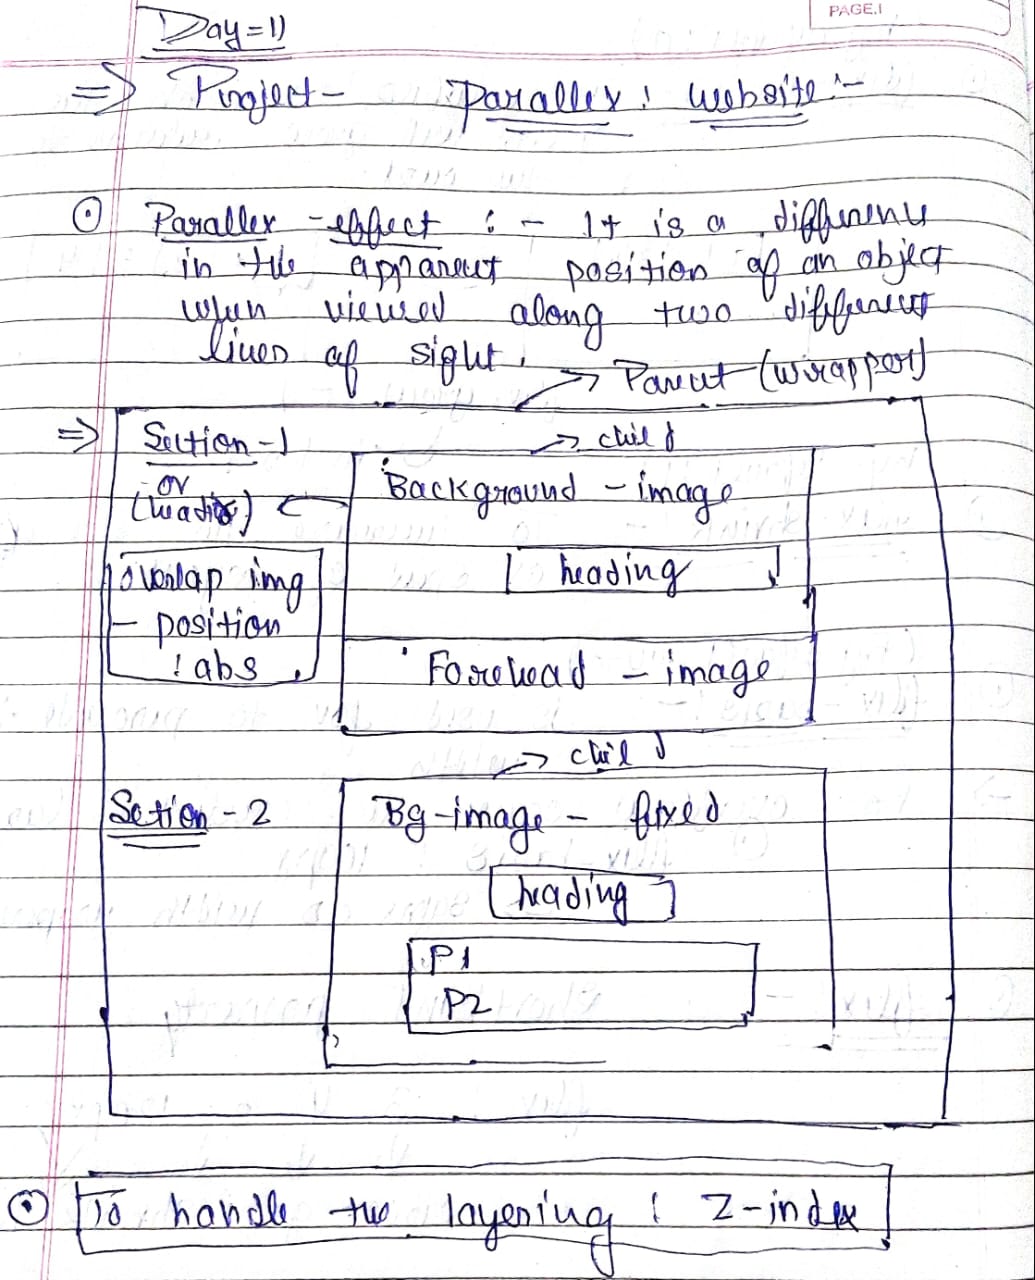 PAGE.
Day=11
⇒ Project- Parallex: website:-
⊙ Parallex -effect :- It is a difference
in the apparent position of an object
when viewed along two different
lines of sight.
→ Parent (wrapper)
⇒ Section-1
→ child
or
(header)
Background - image
overlap img
- position
: abs
heading
Forehead - image
→ child
Section-2
Bg-image - fixed
heading
P1
P2
⊙ To handle the layering : Z-index